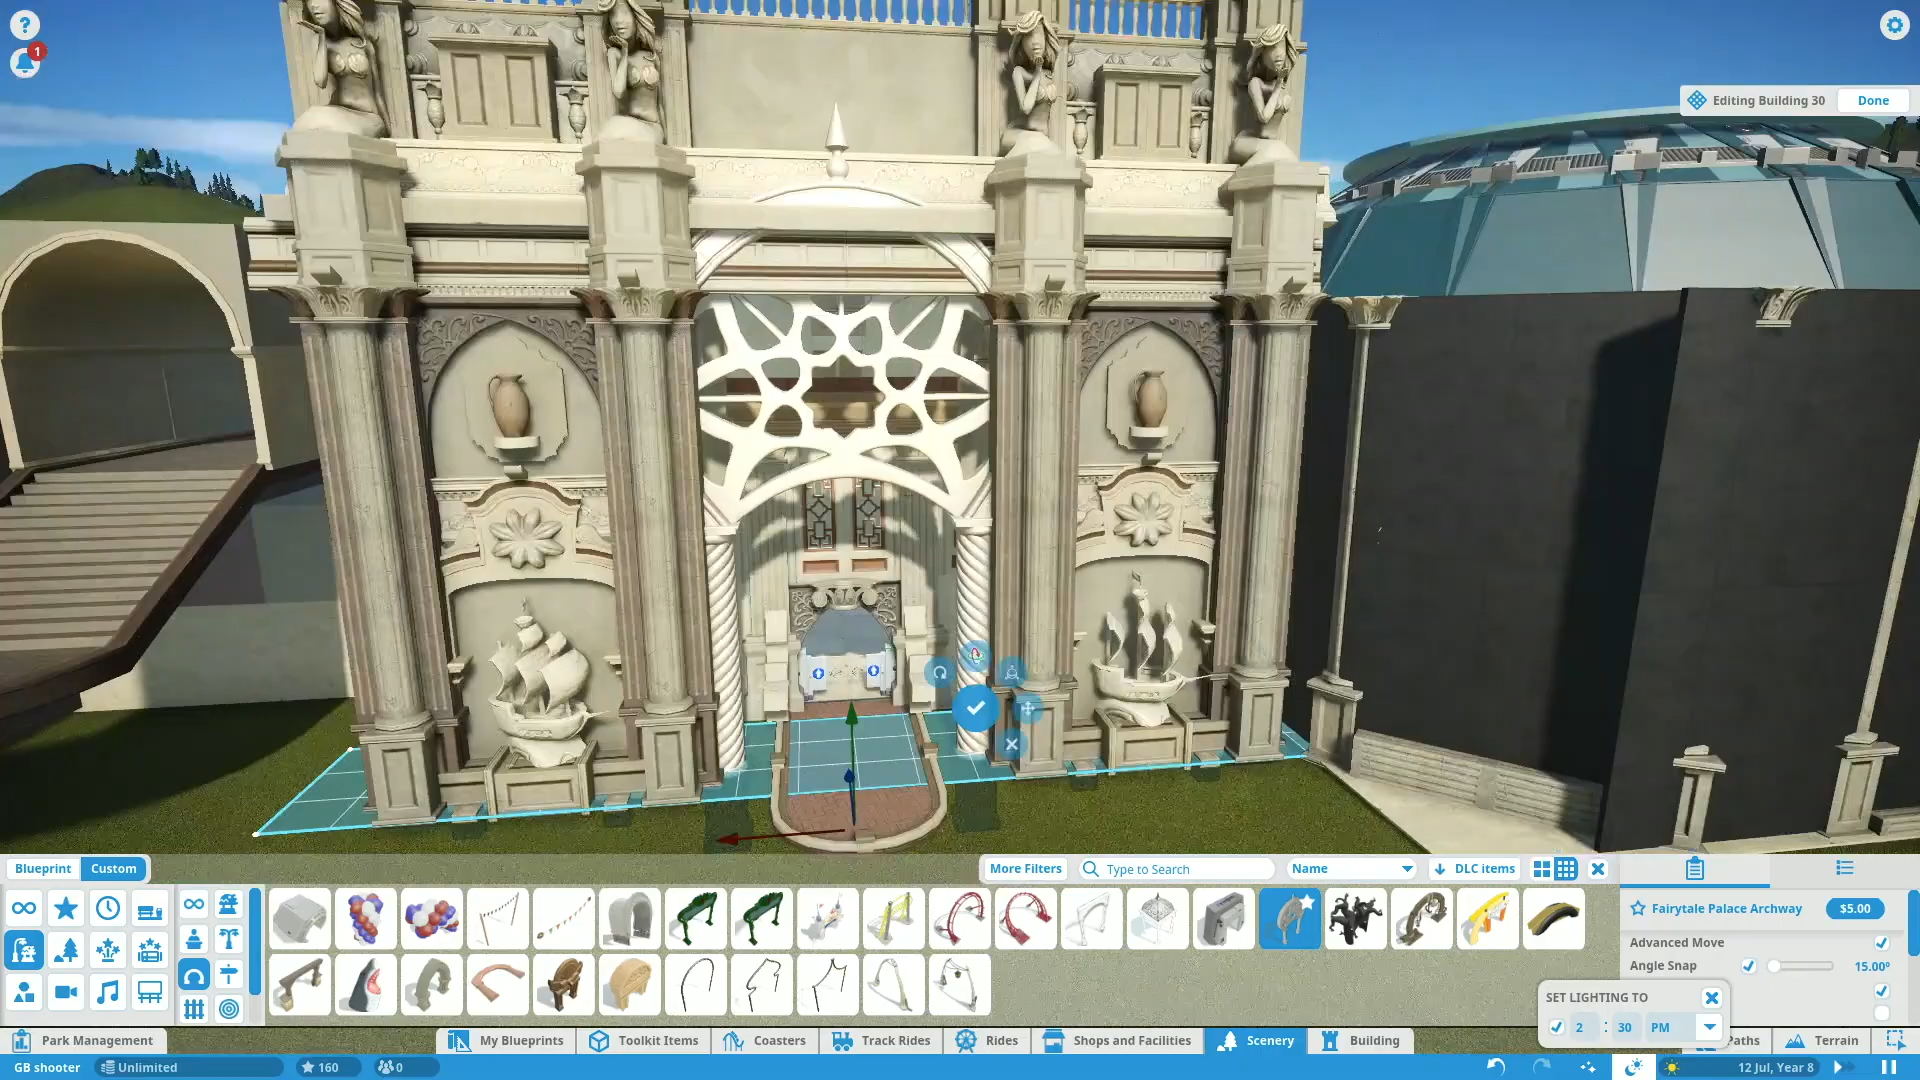 ?
1
Editing Building 30
Done
Blueprint
Custom
More Filters
Type to Search
Name
DLC items
Fairytale Palace Archway
$5.00
Advanced Move
Angle Snap
15.00°
SET LIGHTING TO
2 : 30 PM
Park Management
My Blueprints
Toolkit Items
Coasters
Track Rides
Rides
Shops and Facilities
Scenery
Building
Paths
Terrain
GB shooter
Unlimited
160
0
12 Jul, Year 8